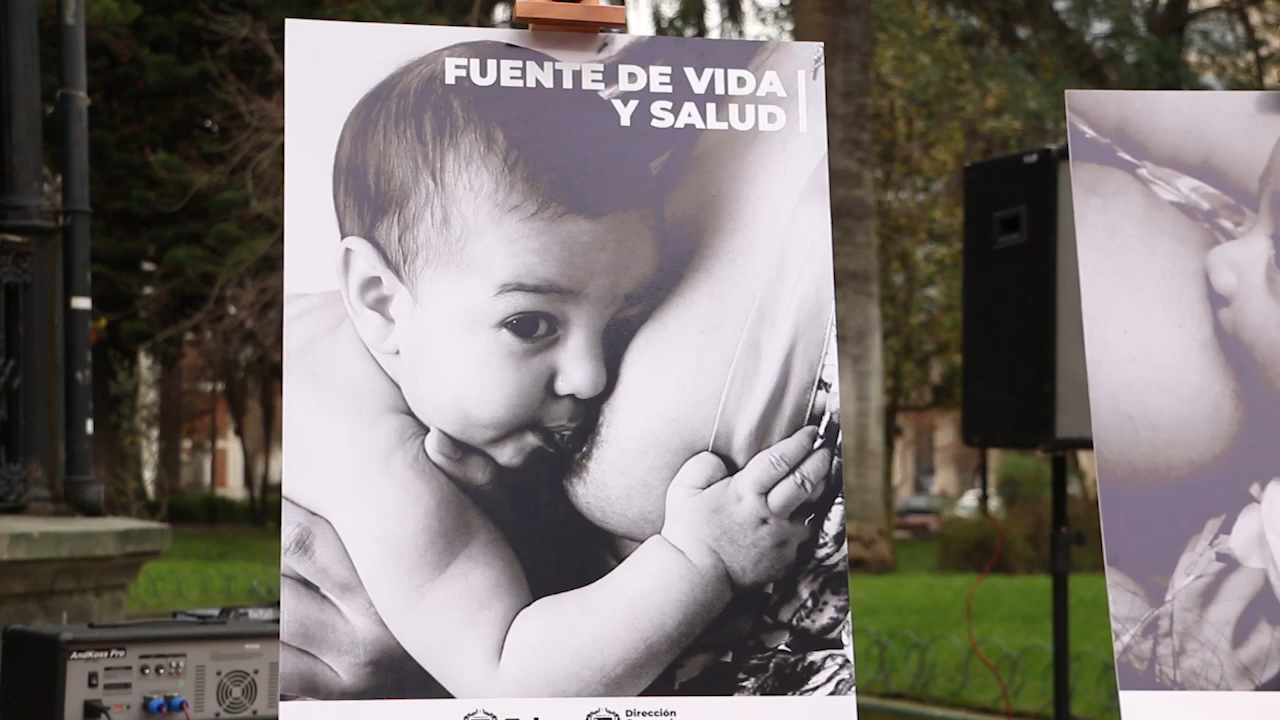 FUENTE DE VIDA
Y SALUD
AndKoss Pro
Dirección